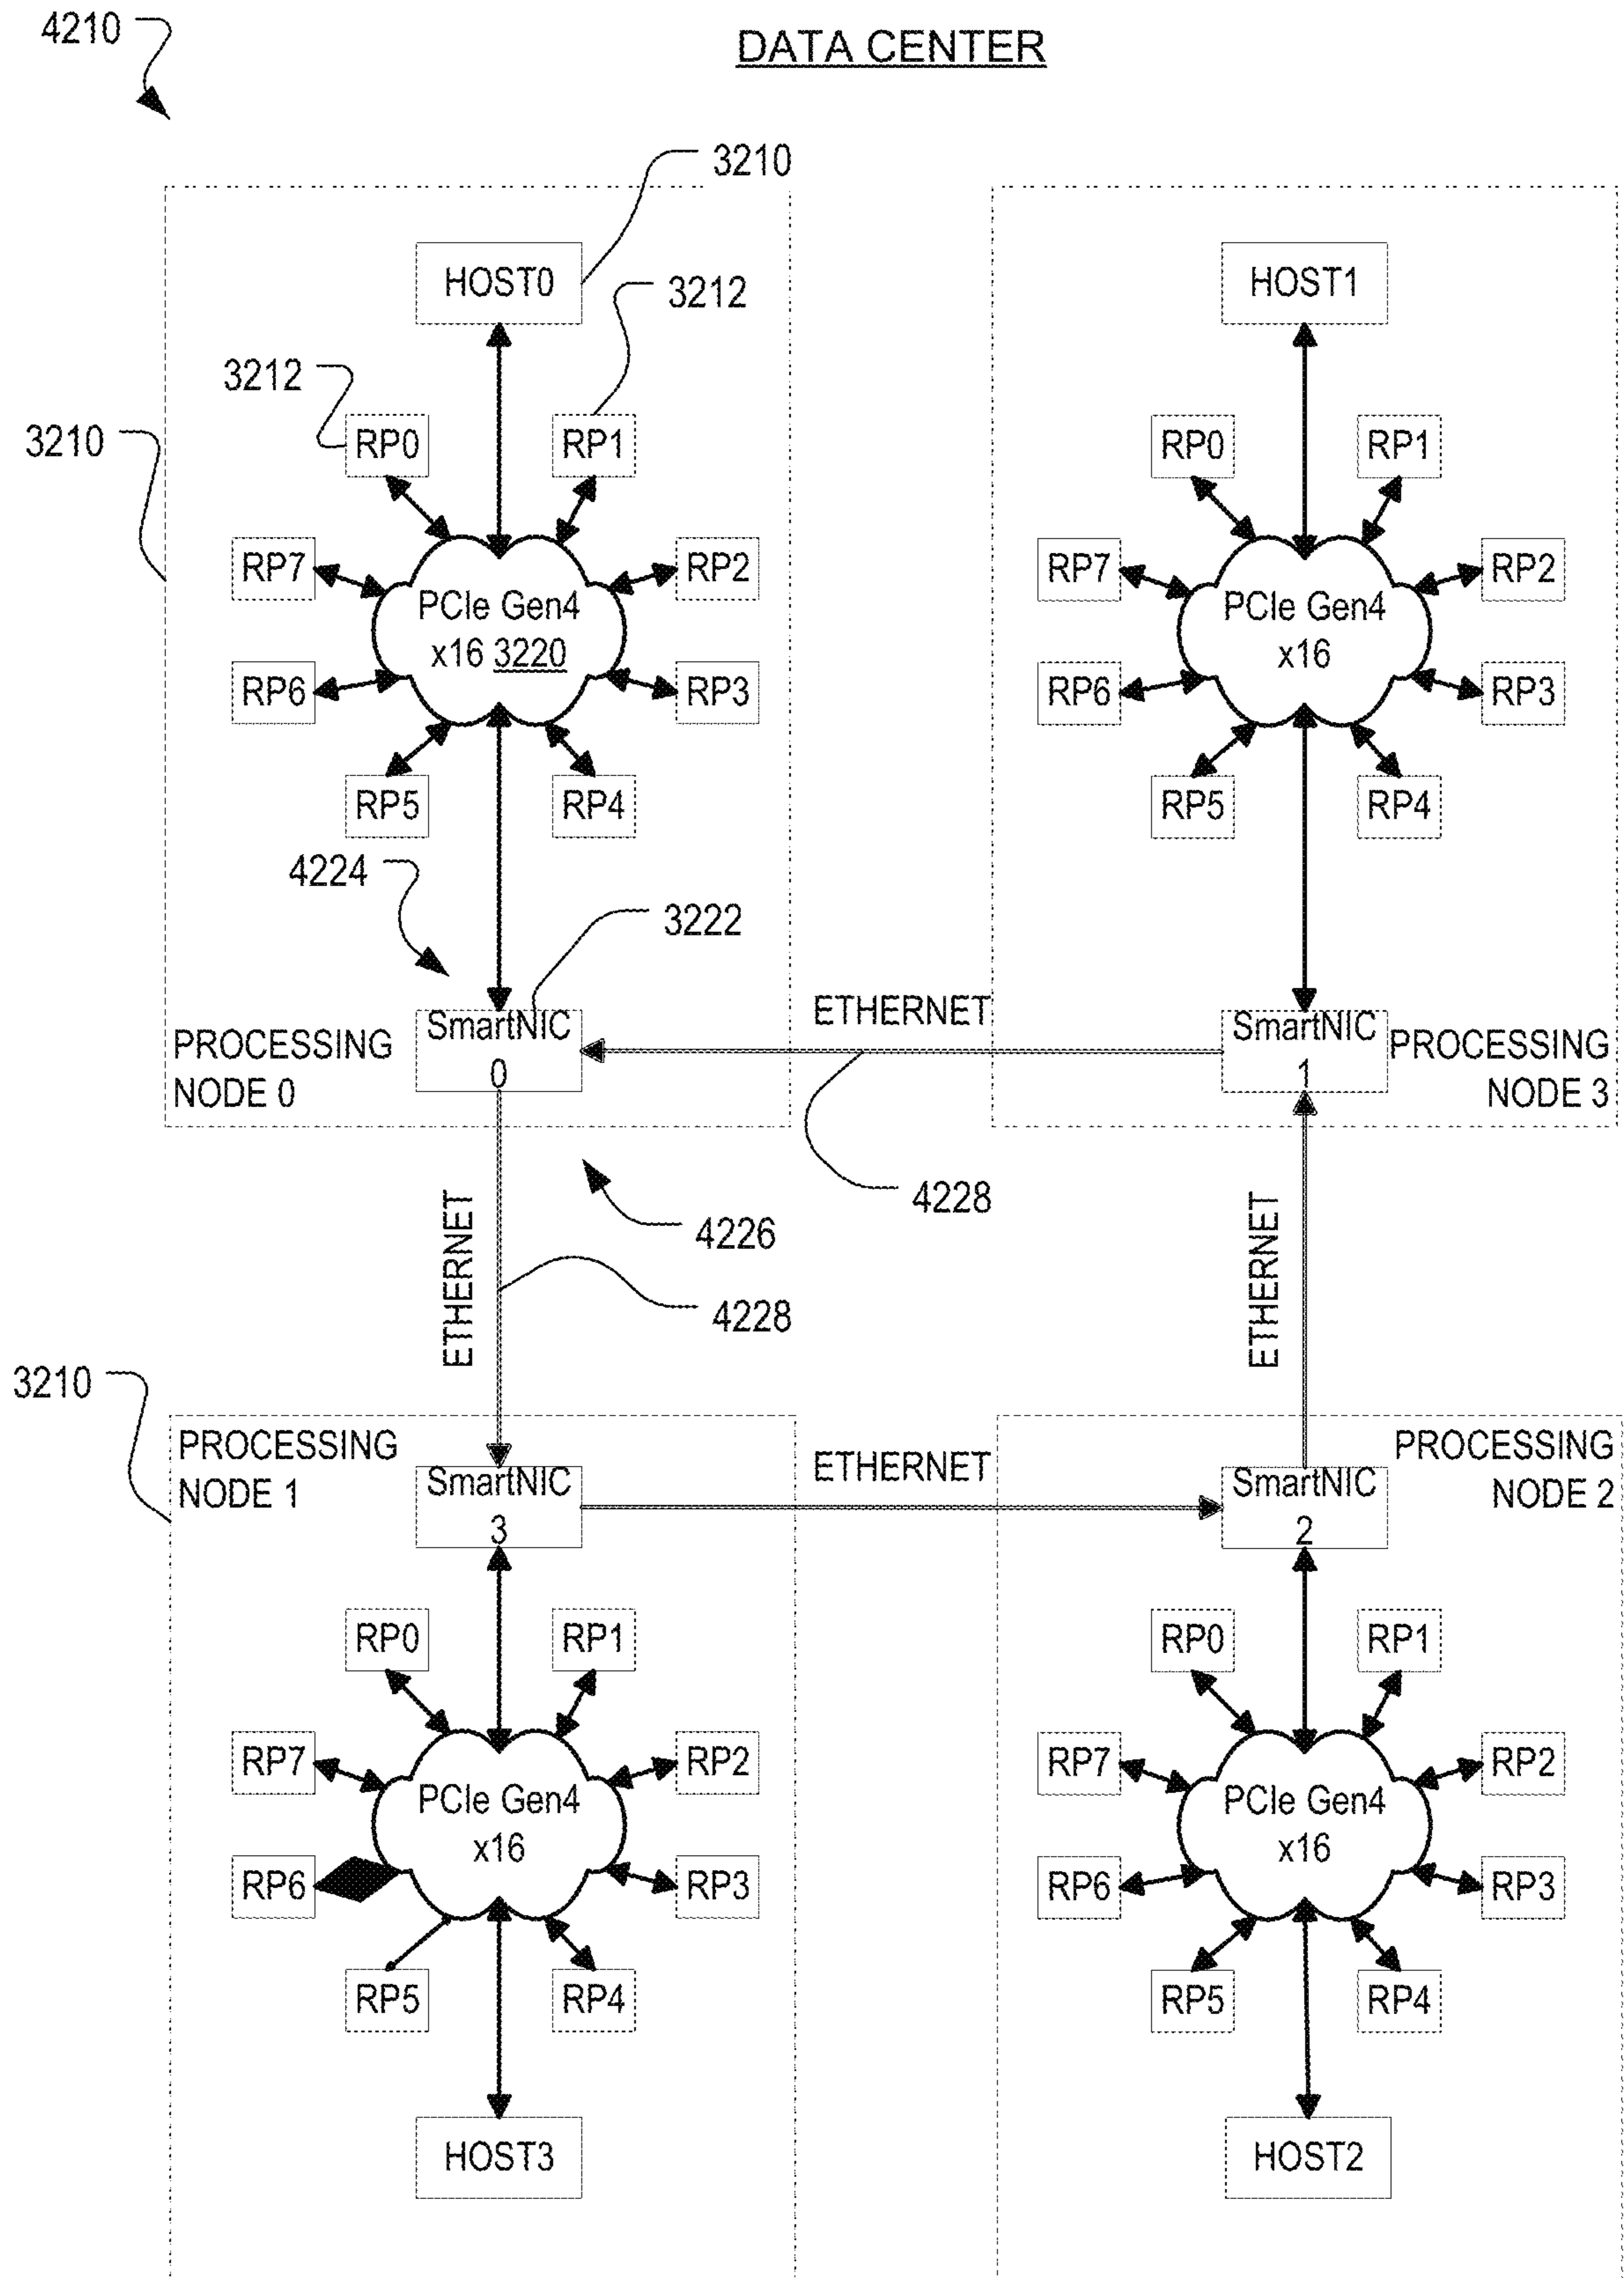 4210
DATA CENTER
3210
HOST0
HOST1
3212
3212
3210
RP0
RP1
RP0
RP1
RP7
RP2
RP7
RP2
PCIe Gen4
x16 3220
PCIe Gen4
x16
RP6
RP3
RP6
RP3
RP5
RP4
RP5
RP4
4224
3222
ETHERNET
SmartNIC
0
SmartNIC
1
PROCESSING
NODE 0
PROCESSING
NODE 3
4228
4226
ETHERNET
ETHERNET
4228
3210
PROCESSING
NODE 1
ETHERNET
PROCESSING
NODE 2
SmartNIC
3
SmartNIC
2
RP0
RP1
RP0
RP1
RP7
RP2
RP7
RP2
PCIe Gen4
x16
PCIe Gen4
x16
RP6
RP3
RP6
RP3
RP5
RP4
RP5
RP4
HOST3
HOST2